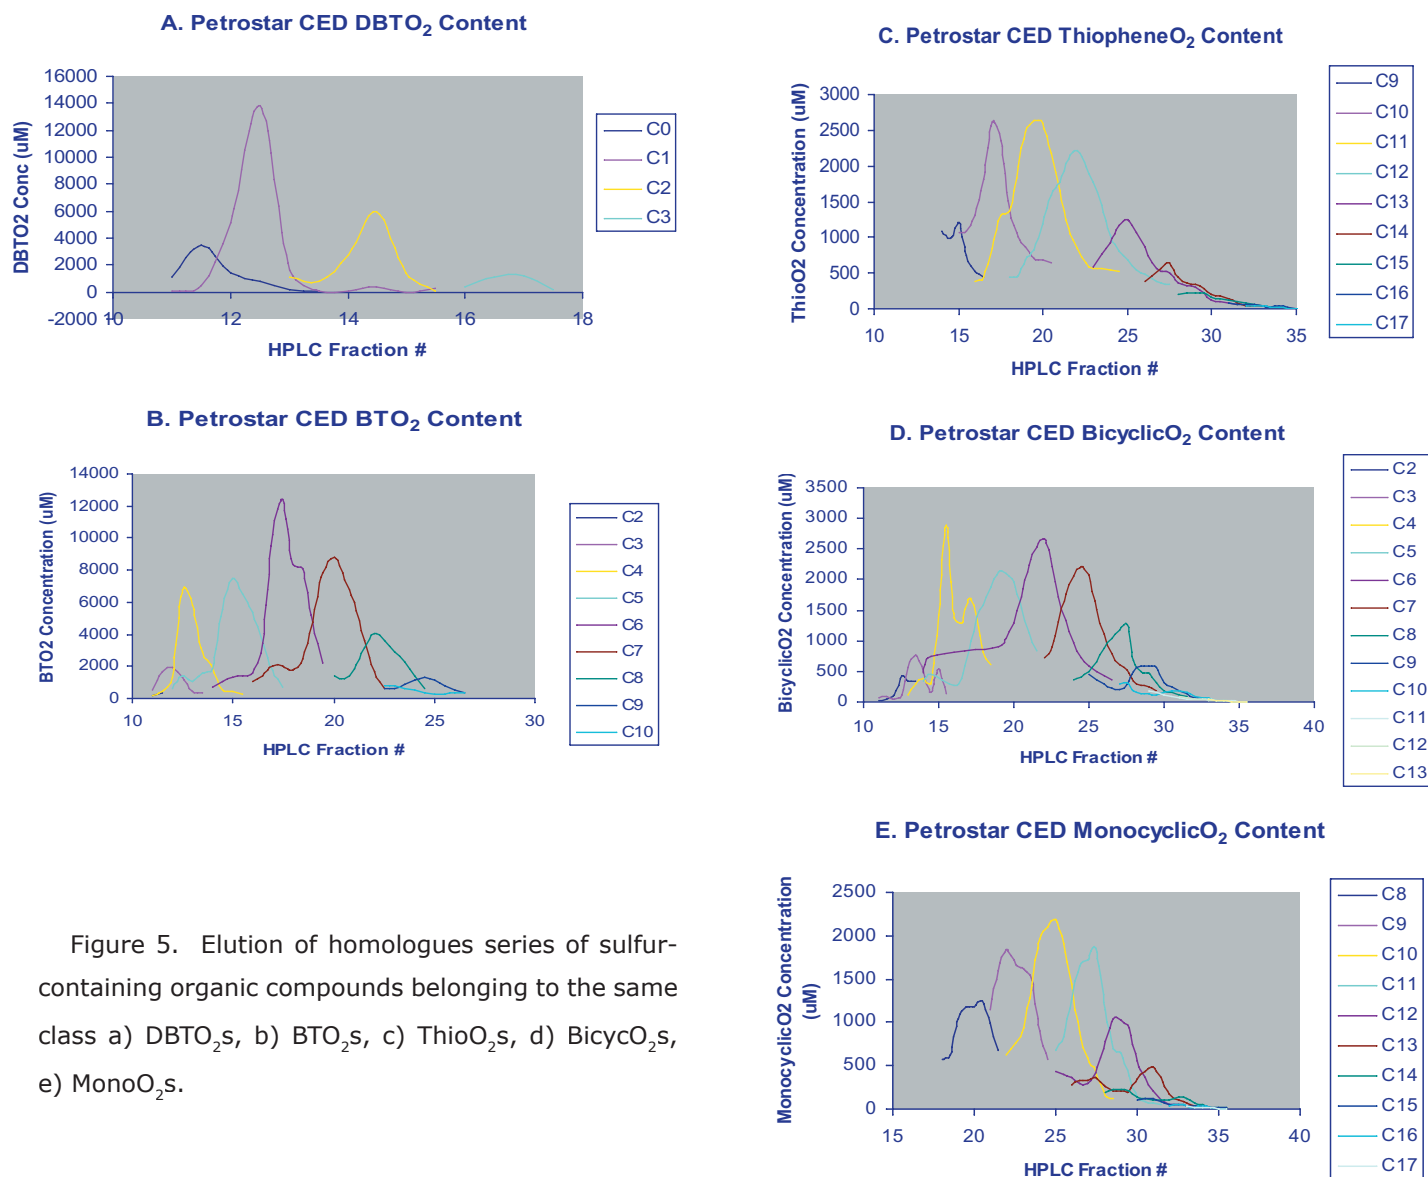 A. Petrostar CED DBTO2 Content
16000
14000
12000
10000
8000
6000
4000
2000
0
-2000
10
12
14
16
18
DBTO2 Conc (uM)
HPLC Fraction #
C0
C1
C2
C3
B. Petrostar CED BTO2 Content
14000
12000
10000
8000
6000
4000
2000
0
10
15
20
25
30
BTO2 Concentration (uM)
HPLC Fraction #
C2
C3
C4
C5
C6
C7
C8
C9
C10
Figure 5. Elution of homologues series of sulfur-
containing organic compounds belonging to the same
class a) DBTO2s, b) BTO2s, c) ThioO2s, d) BicycO2s,
e) MonoO2s.
C. Petrostar CED ThiopheneO2 Content
3000
2500
2000
1500
1000
500
0
10
15
20
25
30
35
ThioO2 Concentration (uM)
HPLC Fraction #
C9
C10
C11
C12
C13
C14
C15
C16
C17
D. Petrostar CED BicyclicO2 Content
3500
3000
2500
2000
1500
1000
500
0
10
15
20
25
30
35
40
BicyclicO2 Concentration (uM)
HPLC Fraction #
C2
C3
C4
C5
C6
C7
C8
C9
C10
C11
C12
C13
E. Petrostar CED MonocyclicO2 Content
2500
2000
1500
1000
500
0
15
20
25
30
35
40
MonocyclicO2 Concentration
(uM)
HPLC Fraction #
C8
C9
C10
C11
C12
C13
C14
C15
C16
C17